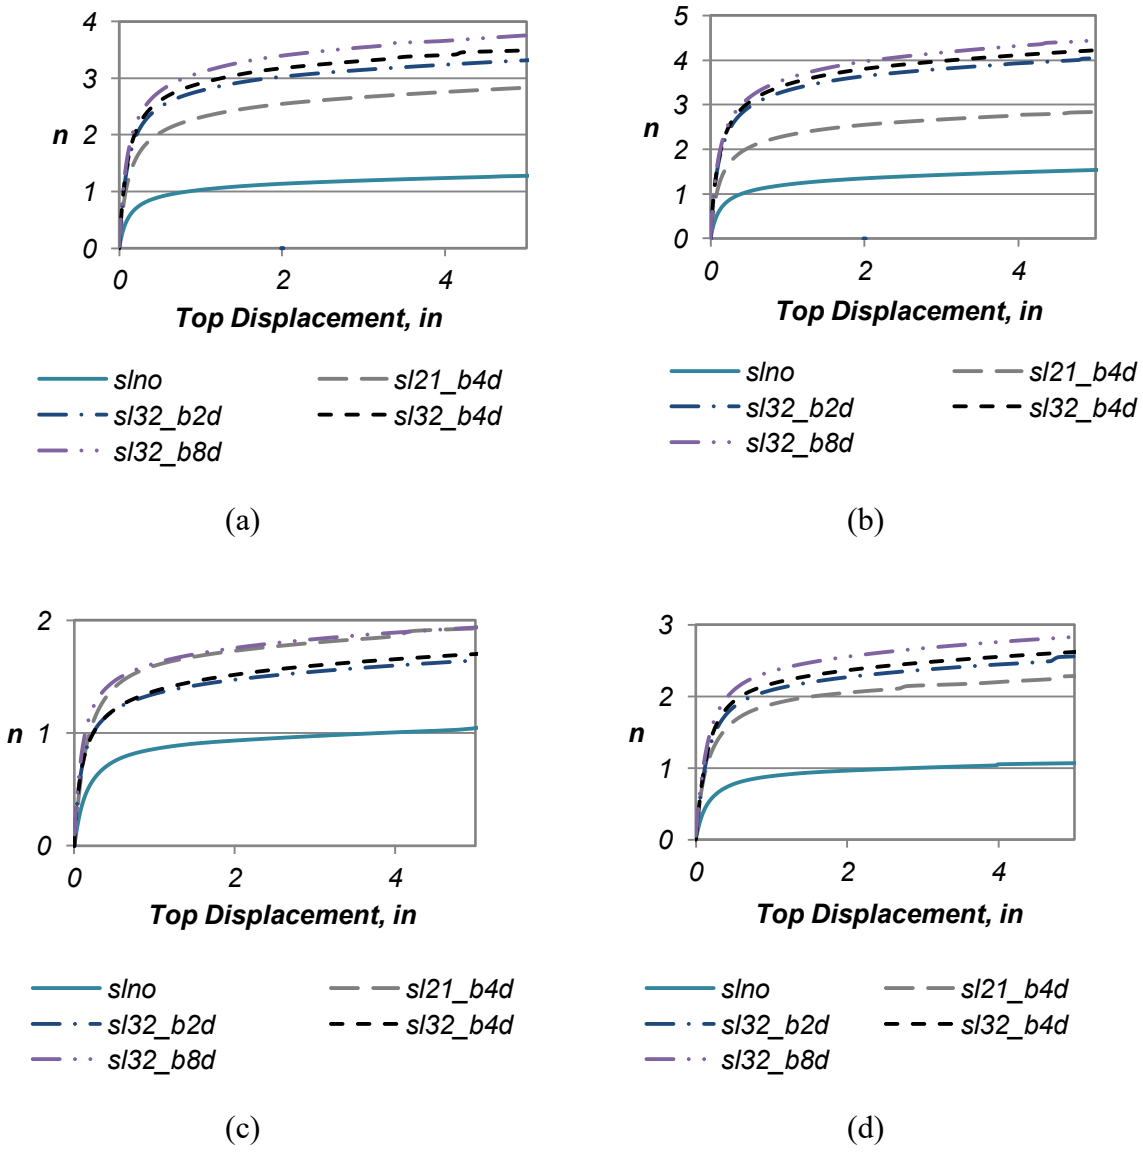 4
3
n 2
1
0
0 2 4
Top Displacement, in
slno sl21_b4d
sl32_b2d sl32_b4d
sl32_b8d
(a)
5
4
3
n
2
1
0
0 2 4
Top Displacement, in
slno sl21_b4d
sl32_b2d sl32_b4d
sl32_b8d
(b)
2
n 1
0
0 2 4
Top Displacement, in
slno sl21_b4d
sl32_b2d sl32_b4d
sl32_b8d
(c)
3
2
n
1
0
0 2 4
Top Displacement, in
slno sl21_b4d
sl32_b2d sl32_b4d
sl32_b8d
(d)